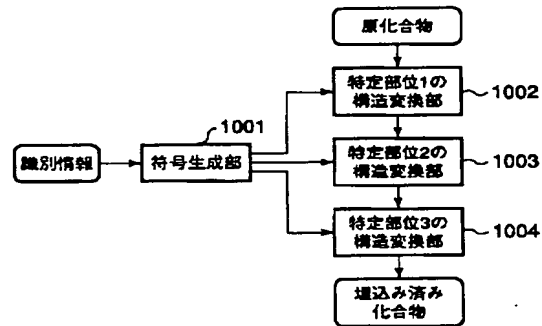 原化合物
特定部位1の
構造変換部
1002
1001
識別情報
符号生成部
特定部位2の
構造変換部
1003
特定部位3の
構造変換部
1004
埋込み済み
化合物